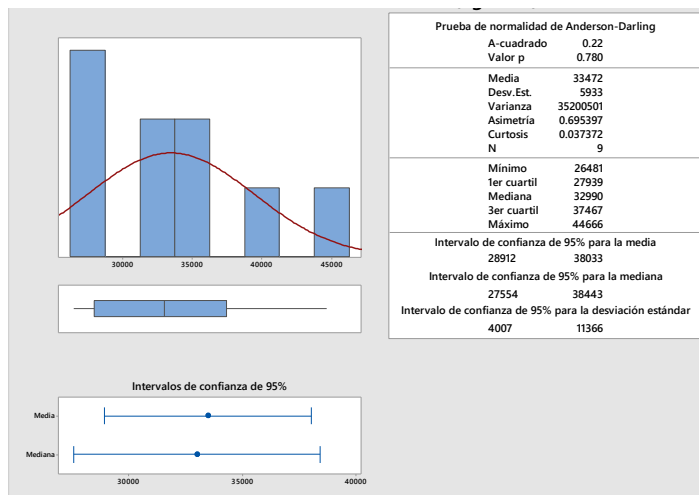 Prueba de normalidad de Anderson-Darling
A-cuadrado 0.22
Valor p 0.780
Media 33472
Desv.Est. 5933
Varianza 35200501
Asimetría 0.695397
Curtosis 0.037372
N 9
Mínimo 26481
1er cuartil 27939
Mediana 32990
3er cuartil 37467
Máximo 44666
Intervalo de confianza de 95% para la media
28912 38033
Intervalo de confianza de 95% para la mediana
27554 38443
Intervalo de confianza de 95% para la desviación estándar
4007 11366
30000 35000 40000 45000
Intervalos de confianza de 95%
Media
Mediana
30000 35000 40000